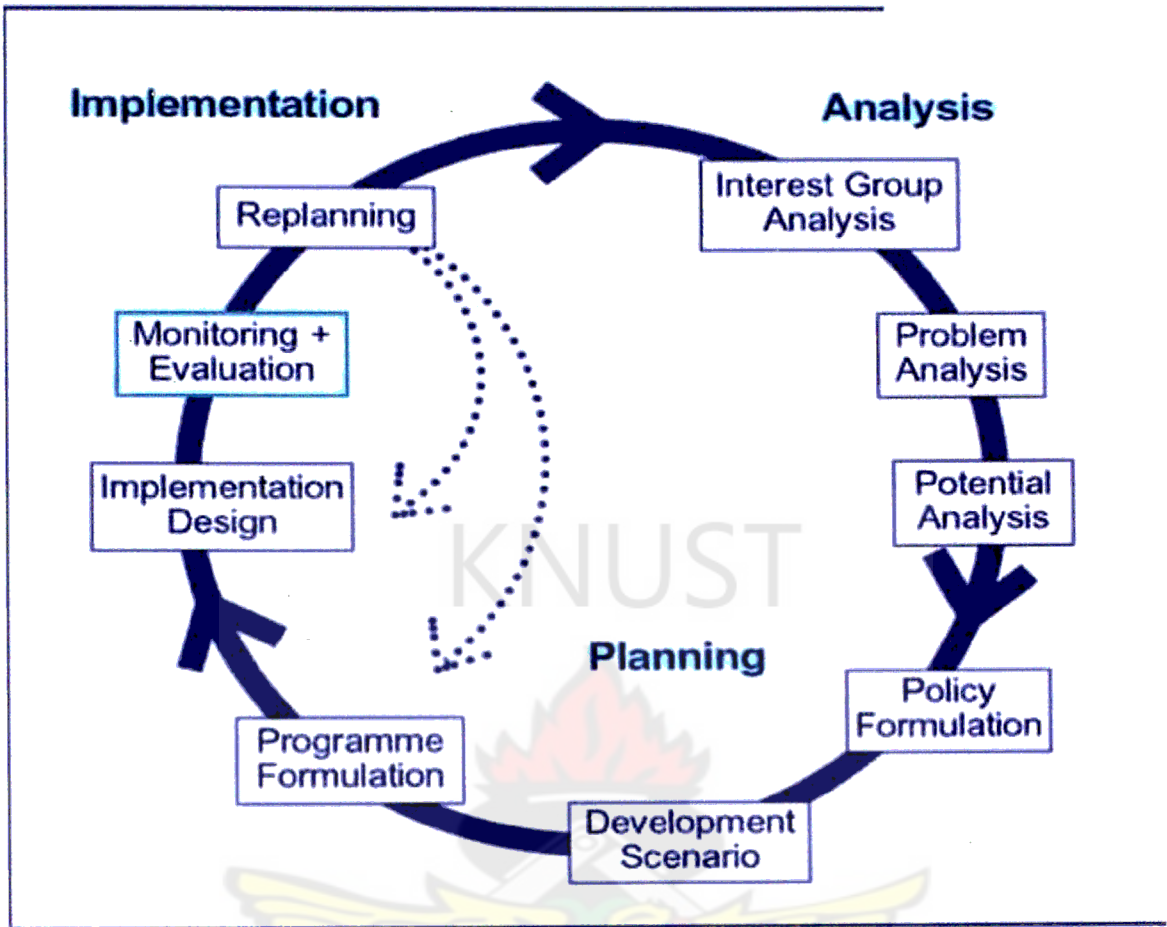 Implementation
Analysis
Replanning
Interest Group
Analysis
Monitoring +
Evaluation
Problem
Analysis
Implementation
Design
Potential
Analysis
KNUST
Planning
Policy
Formulation
Programme
Formulation
Development
Scenario